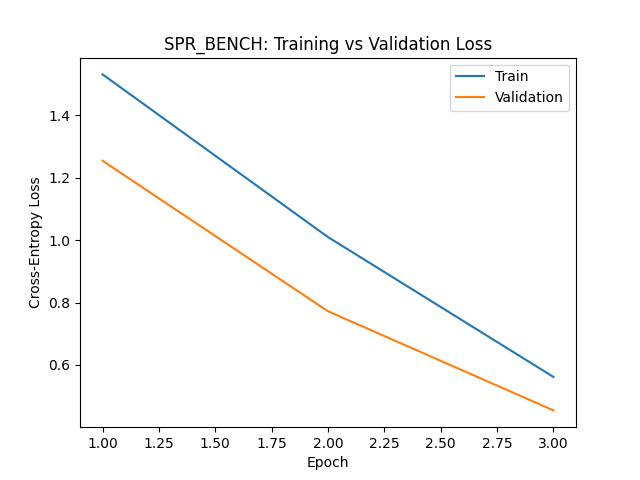 SPR_BENCH: Training vs Validation Loss
Train
Validation
Cross-Entropy Loss
1.4
1.2
1.0
0.8
0.6
1.00 1.25 1.50 1.75 2.00 2.25 2.50 2.75 3.00
Epoch